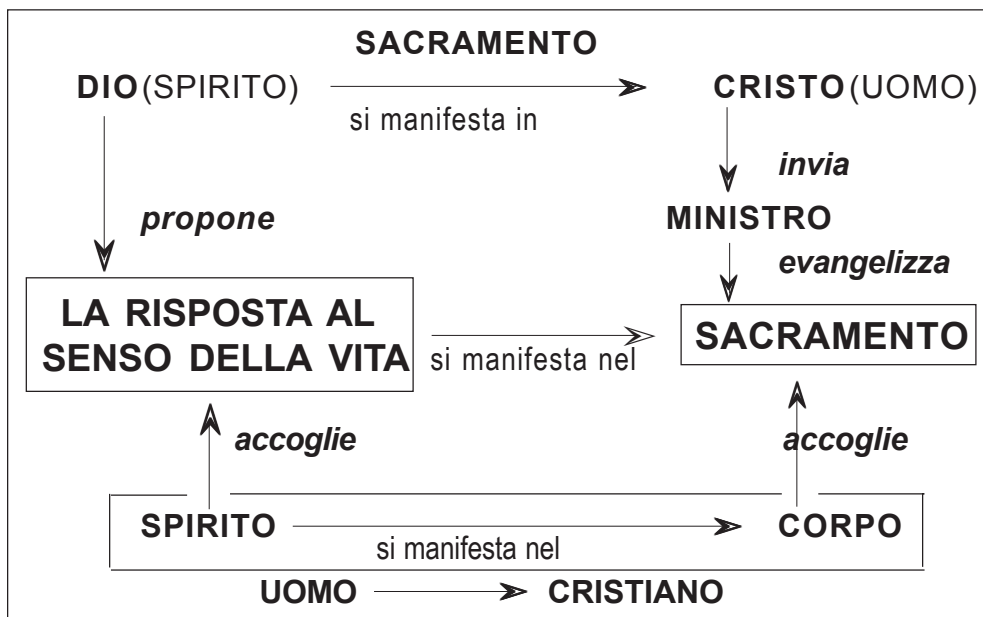 SACRAMENTO
DIO (SPIRITO)
si manifesta in
CRISTO (UOMO)
propone
invia
MINISTRO
evangelizza
LA RISPOSTA AL
SENSO DELLA VITA
si manifesta nel
SACRAMENTO
accoglie
accoglie
SPIRITO
si manifesta nel
CORPO
UOMO
CRISTIANO